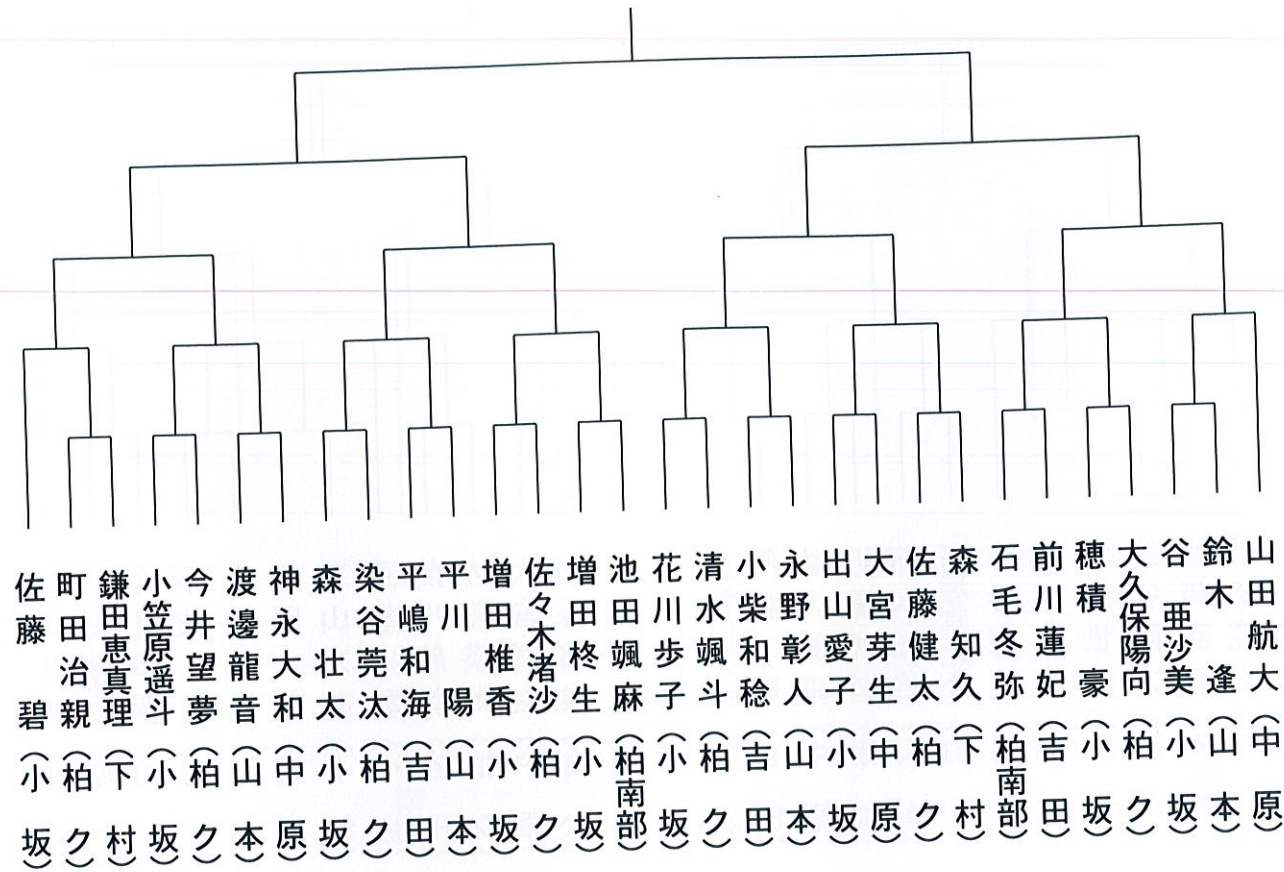 佐藤 碧（小坂）
町田治親（柏ク）
鎌田恵真理（下村）
小笠原遥斗（小坂）
今井望夢（柏ク）
渡邊龍音（山本）
神永大和（中原）
森 壮太（小坂）
染谷莞汰（柏ク）
平嶋和海（吉田）
平川 陽（山本）
増田椎香（小坂）
佐々木渚沙（柏ク）
増田柊生（小坂）
池田颯麻（柏南部）
花川歩子（小坂）
清水颯斗（柏ク）
小柴和稔（吉田）
永野彰人（山本）
出山愛子（小坂）
大宮芽生（中原）
佐藤健太（柏ク）
森 知久（下村）
石毛冬弥（柏南部）
前川蓮妃（吉田）
穂積 豪（小坂）
大久保陽向（柏ク）
谷 亜沙美（小坂）
鈴木 逢（山本）
山田航大（中原）